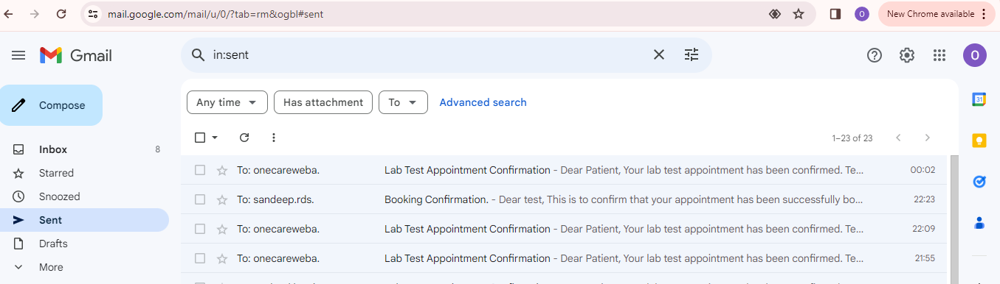 mail.google.com/mail/u/0/?tab=rm&ogbl#sent
O
New Chrome available
Gmail
in:sent
O
Compose
Any time
Has attachment
To
Advanced search
31
1–23 of 23
Inbox 8
Starred
Snoozed
Sent
Drafts
More
To: onecareweba. Lab Test Appointment Confirmation - Dear Patient, Your lab test appointment has been confirmed. Te... 00:02
To: sandeep.rds. Booking Confirmation. - Dear test, This is to confirm that your appointment has been successfully bo... 22:23
To: onecareweba. Lab Test Appointment Confirmation - Dear Patient, Your lab test appointment has been confirmed. Te... 22:09
To: onecareweba. Lab Test Appointment Confirmation - Dear Patient, Your lab test appointment has been confirmed. Te... 21:55